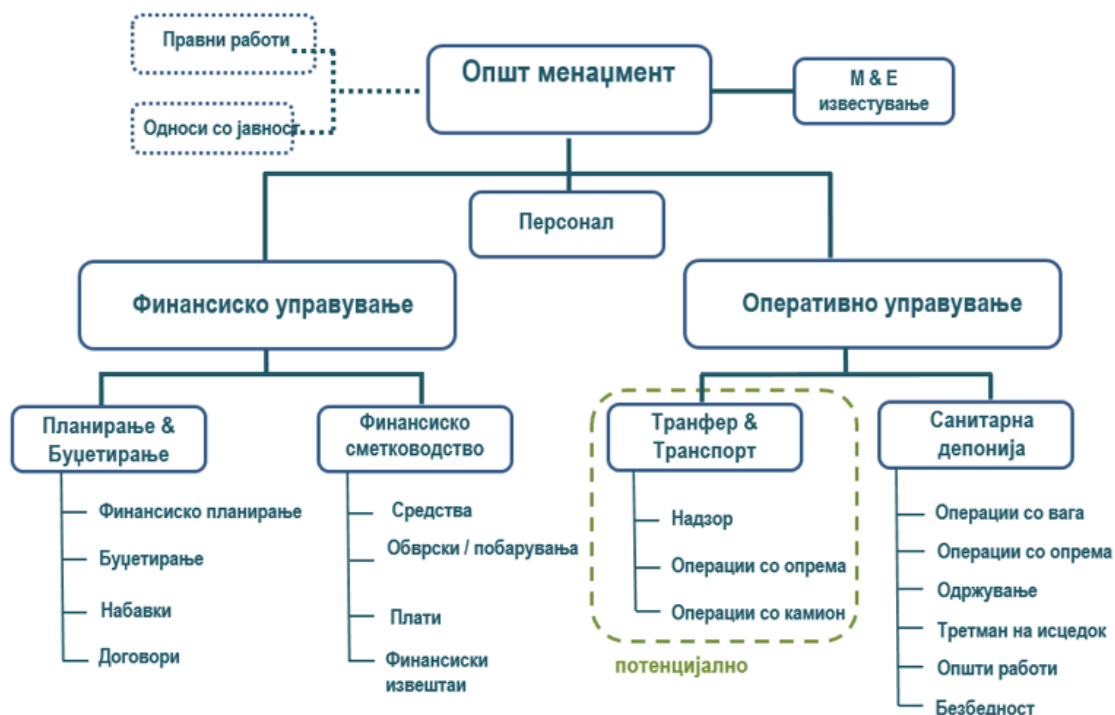 Правни работи
Општ менаџмент
М & Е
известување
Односи со јавност
Персонал
Финансиско управување
Оперативно управување
Планирање &
Буџетирање
Финансиско
сметководство
Транфер &
Транспорт
Санитарна
депонија
Финансиско планирање
Буџетирање
Набавки
Договори
Средства
Обврски / побарувања
Плати
Финансиски
извештаи
Надзор
Операции со опрема
Операции со камион
потенцијално
Операции со вага
Операции со опрема
Одржување
Третман на исцедок
Општи работи
Безбедност